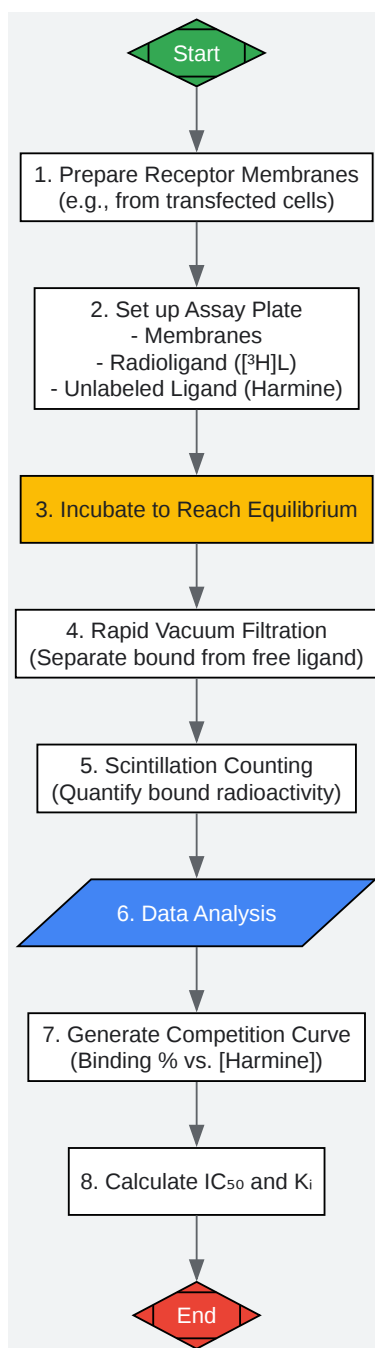 Start
1. Prepare Receptor Membranes
(e.g., from transfected cells)
2. Set up Assay Plate
- Membranes
- Radioligand ([³H]L)
- Unlabeled Ligand (Harmine)
3. Incubate to Reach Equilibrium
4. Rapid Vacuum Filtration
(Separate bound from free ligand)
5. Scintillation Counting
(Quantify bound radioactivity)
6. Data Analysis
7. Generate Competition Curve
(Binding % vs. [Harmine])
8. Calculate IC₅₀ and Kᵢ
End